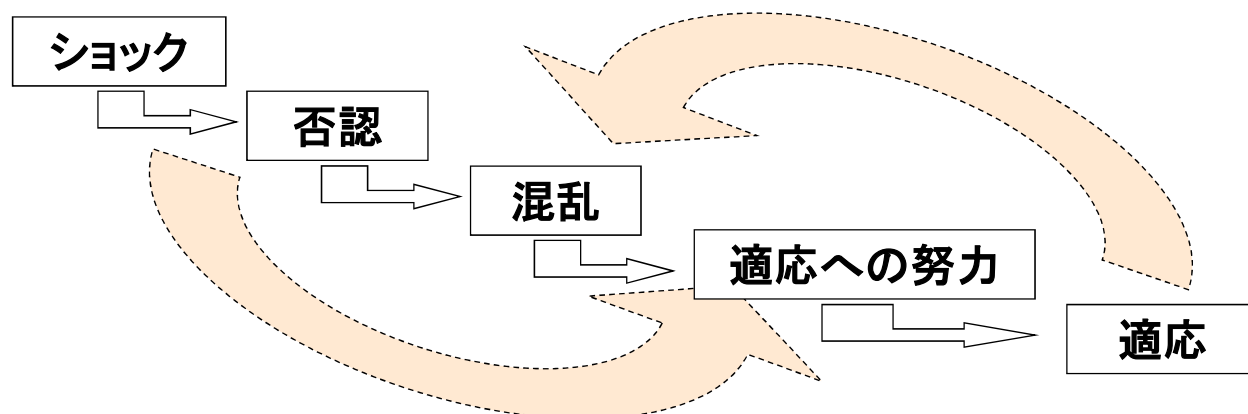 ショック
否認
混乱
適応への努力
適応